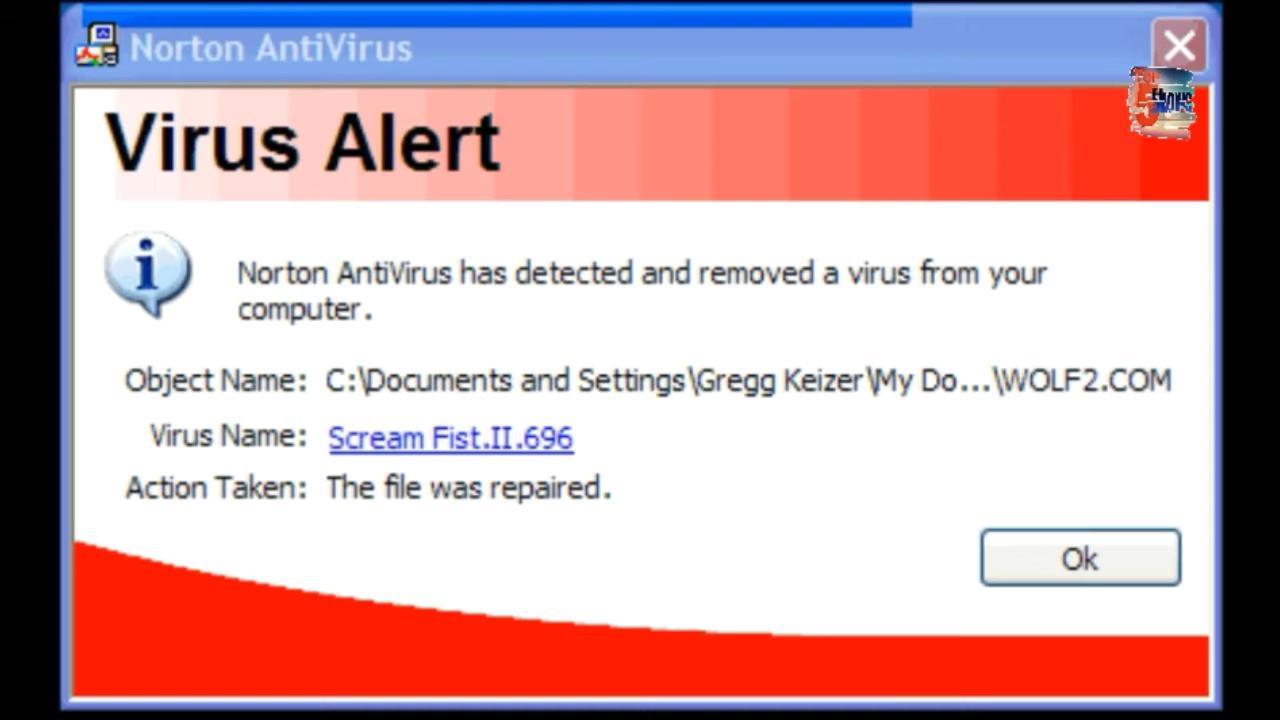 Norton AntiVirus
Virus Alert
Norton AntiVirus has detected and removed a virus from your
computer.
Object Name: C:\Documents and Settings\Gregg Keizer\My Do...\WOLF2.COM
Virus Name: Scream Fist.II.696
Action Taken: The file was repaired.
Ok